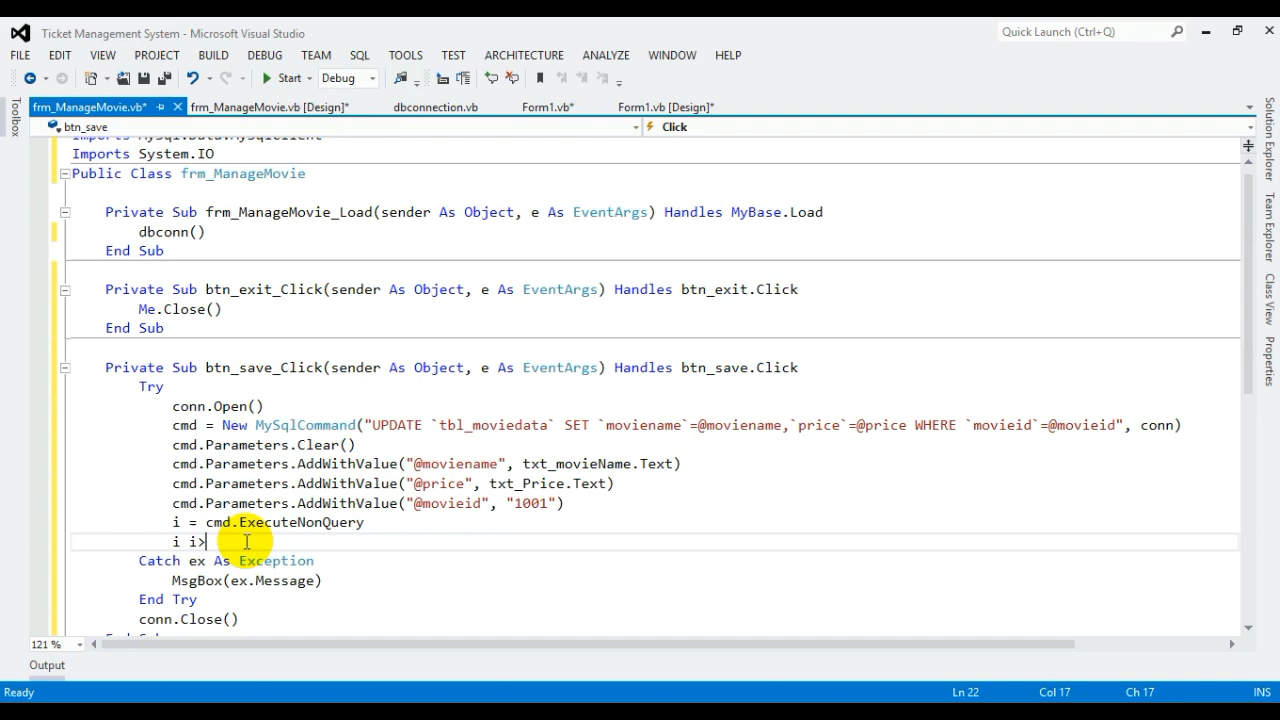 Ticket Management System - Microsoft Visual Studio
Quick Launch (Ctrl+Q)
FILE EDIT VIEW PROJECT BUILD DEBUG TEAM SQL TOOLS TEST ARCHITECTURE ANALYZE WINDOW HELP
Start Debug
frm_ManageMovie.vb* frm_ManageMovie.vb [Design]* dbconnection.vb Form1.vb* Form1.vb [Design]*
btn_save Click
Toolbox
Imports MySql.Data.MySqlClient
Imports System.IO
Public Class frm_ManageMovie
Private Sub frm_ManageMovie_Load(sender As Object, e As EventArgs) Handles MyBase.Load
dbconn()
End Sub
Private Sub btn_exit_Click(sender As Object, e As EventArgs) Handles btn_exit.Click
Me.Close()
End Sub
Private Sub btn_save_Click(sender As Object, e As EventArgs) Handles btn_save.Click
Try
conn.Open()
cmd = New MySqlCommand("UPDATE `tbl_moviedata` SET `moviename`=@moviename,`price`=@price WHERE `movieid`=@movieid", conn)
cmd.Parameters.Clear()
cmd.Parameters.AddWithValue("@moviename", txt_movieName.Text)
cmd.Parameters.AddWithValue("@price", txt_Price.Text)
cmd.Parameters.AddWithValue("@movieid", "1001")
i = cmd.ExecuteNonQuery
i i>
Catch ex As Exception
MsgBox(ex.Message)
End Try
conn.Close()
End Sub
Solution Explorer
Team Explorer
Class View
Properties
121 %
Output
Ready Ln 22 Col 17 Ch 17 INS